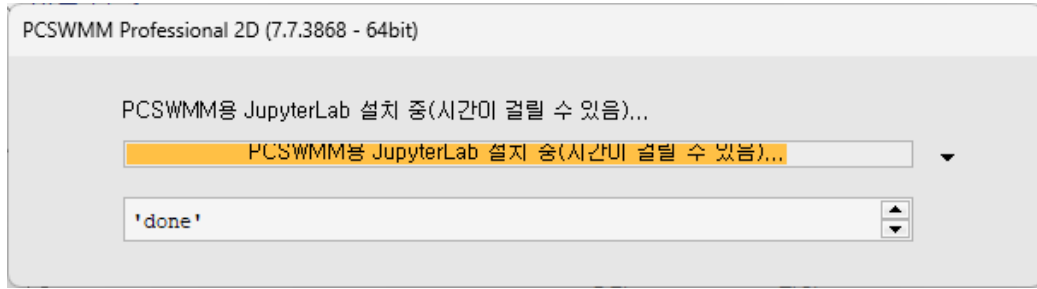 PCSWMM Professional 2D (7.7.3868 - 64bit)
PCSWMM용 JupyterLab 설치 중(시간이 걸릴 수 있음)...
PCSWMM용 JupyterLab 설치 중(시간이 걸릴 수 있음)...
'done'